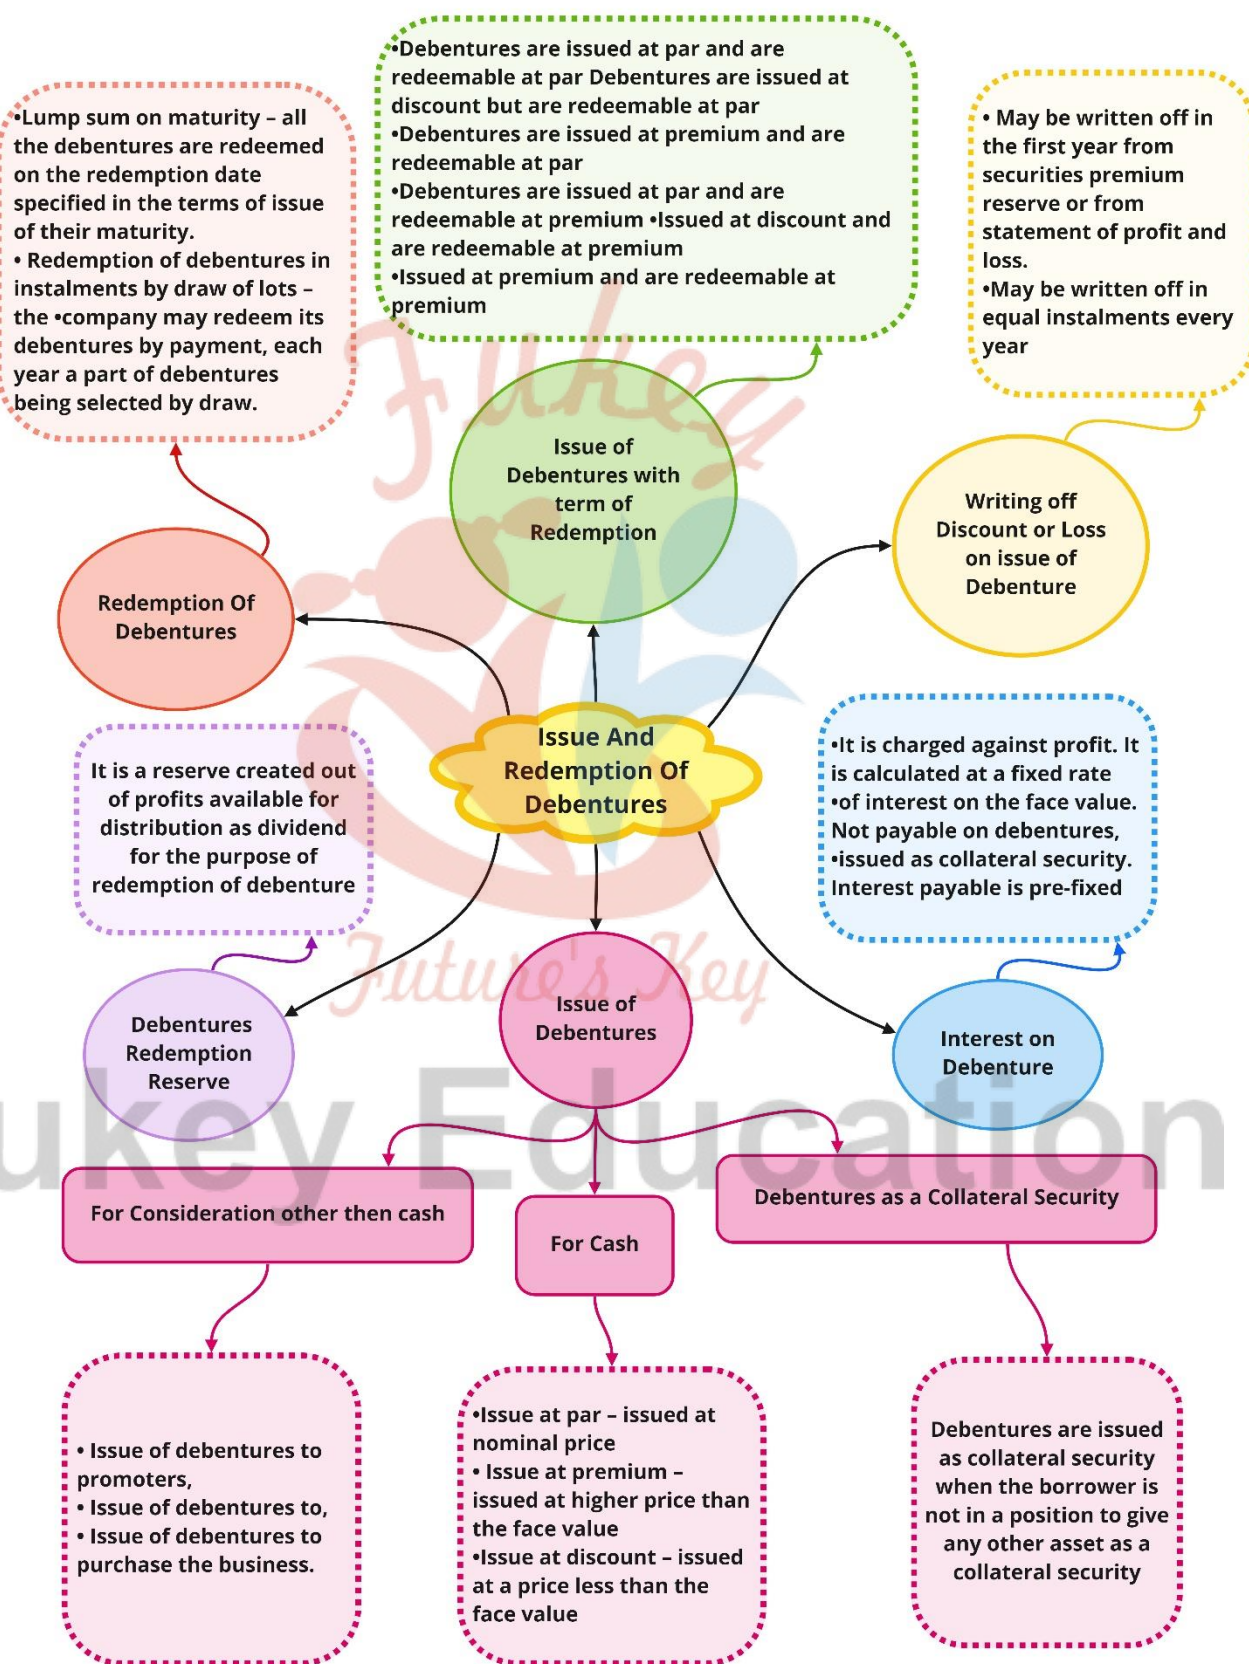 •Debentures are issued at par and are
redeemable at par Debentures are issued at
discount but are redeemable at par
•Debentures are issued at premium and are
redeemable at par
•Debentures are issued at par and are
redeemable at premium •Issued at discount and
are redeemable at premium
•Issued at premium and are redeemable at
premium
•Lump sum on maturity – all
the debentures are redeemed
on the redemption date
specified in the terms of issue
of their maturity.
• Redemption of debentures in
instalments by draw of lots –
the •company may redeem its
debentures by payment, each
year a part of debentures
being selected by draw.
• May be written off in
the first year from
securities premium
reserve or from
statement of profit and
loss.
•May be written off in
equal instalments every
year
Fukey
Issue of
Debentures with
term of
Redemption
Writing off
Discount or Loss
on issue of
Debenture
Redemption Of
Debentures
Issue And
Redemption Of
Debentures
It is a reserve created out
of profits available for
distribution as dividend
for the purpose of
redemption of debenture
•It is charged against profit. It
is calculated at a fixed rate
•of interest on the face value.
Not payable on debentures,
•issued as collateral security.
Interest payable is pre-fixed
Future's Key
Debentures
Redemption
Reserve
Issue of
Debentures
Interest on
Debenture
ukey Education
For Consideration other then cash
For Cash
Debentures as a Collateral Security
• Issue of debentures to
promoters,
• Issue of debentures to,
• Issue of debentures to
purchase the business.
•Issue at par – issued at
nominal price
• Issue at premium –
issued at higher price than
the face value
•Issue at discount – issued
at a price less than the
face value
Debentures are issued
as collateral security
when the borrower is
not in a position to give
any other asset as a
collateral security